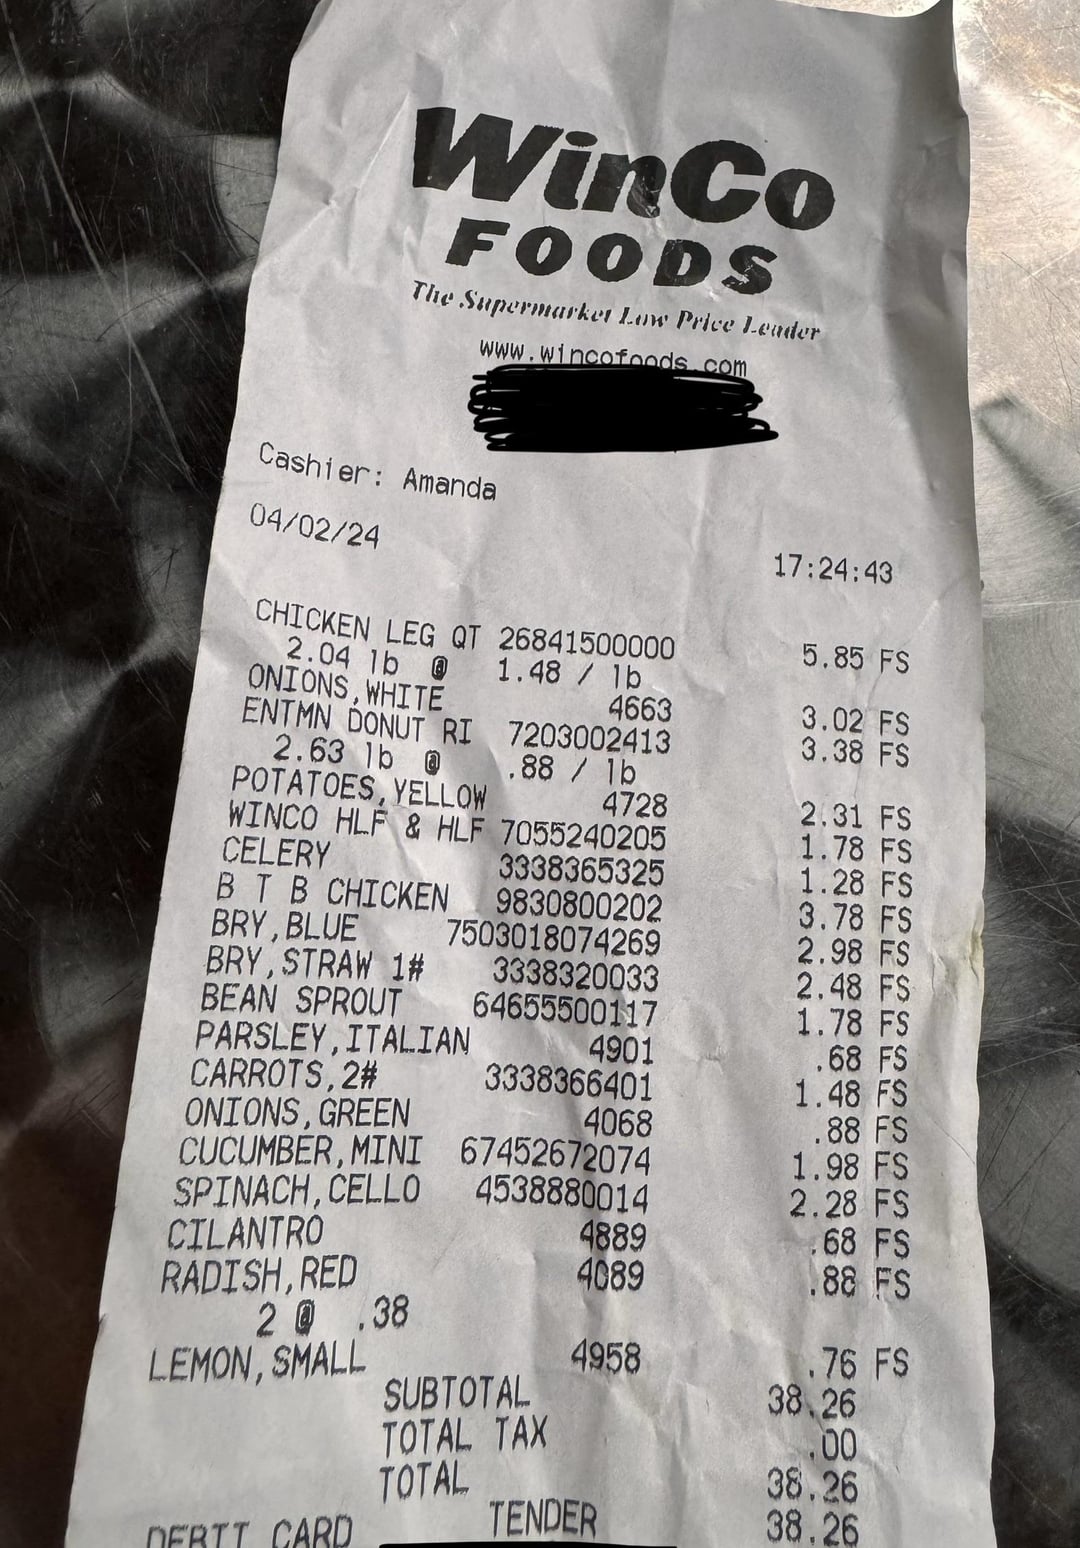 WinCo
FOODS
The Supermarket Low Price Leader
www.wincofoods.com
Cashier: Amanda
04/02/24 17:24:43
CHICKEN LEG QT 26841500000 5.85 FS
2.04 lb @ 1.48 / lb
ONIONS,WHITE 4663 3.02 FS
ENTMN DONUT RI 7203002413 3.38 FS
2.63 lb @ .88 / lb
POTATOES,YELLOW 4728 2.31 FS
WINCO HLF & HLF 7055240205 1.78 FS
CELERY 3338365325 1.28 FS
B T B CHICKEN 9830800202 3.78 FS
BRY,BLUE 7503018074269 2.98 FS
BRY,STRAW 1# 3338320033 2.48 FS
BEAN SPROUT 64655500117 1.78 FS
PARSLEY,ITALIAN 4901 .68 FS
CARROTS,2# 3338366401 1.48 FS
ONIONS,GREEN 4068 .88 FS
CUCUMBER,MINI 67452672074 1.98 FS
SPINACH,CELLO 4538880014 2.28 FS
CILANTRO 4889 .68 FS
RADISH,RED 4089 .88 FS
2 @ .38
LEMON,SMALL 4958 .76 FS
SUBTOTAL 38.26
TOTAL TAX .00
TOTAL 38.26
DEBIT CARD TENDER 38.26